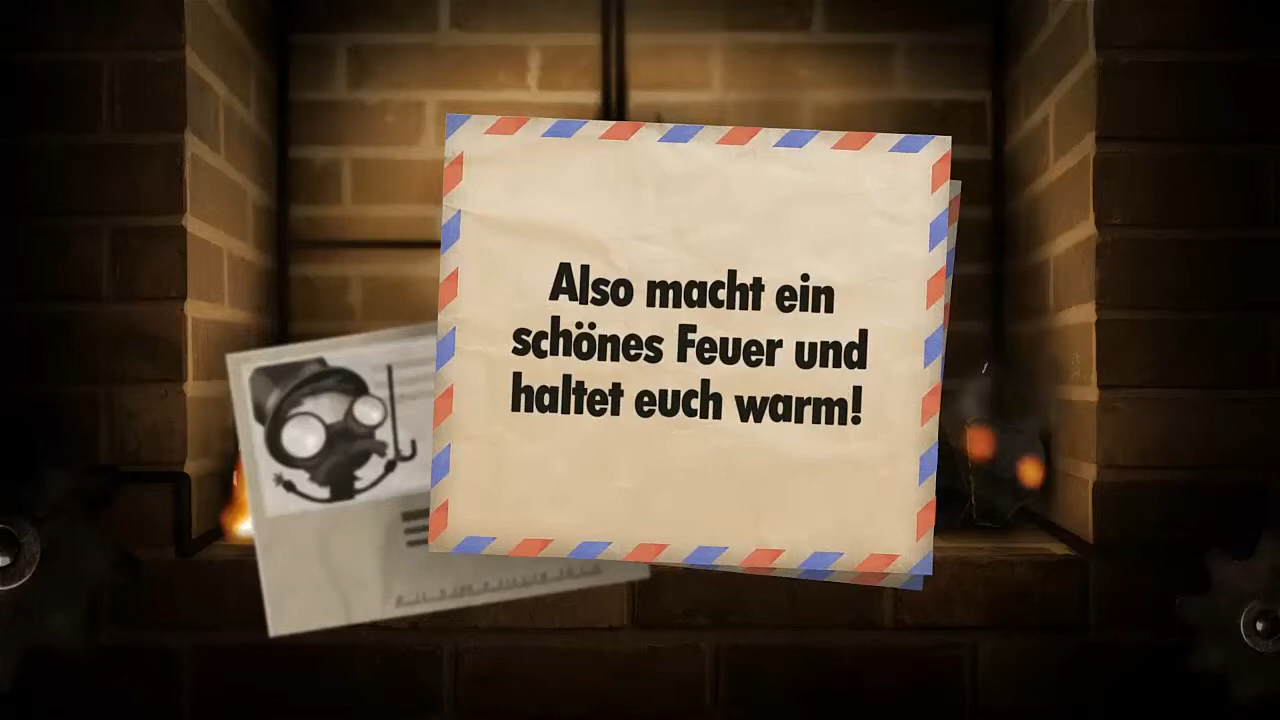 Also macht ein
schönes Feuer und
haltet euch warm!